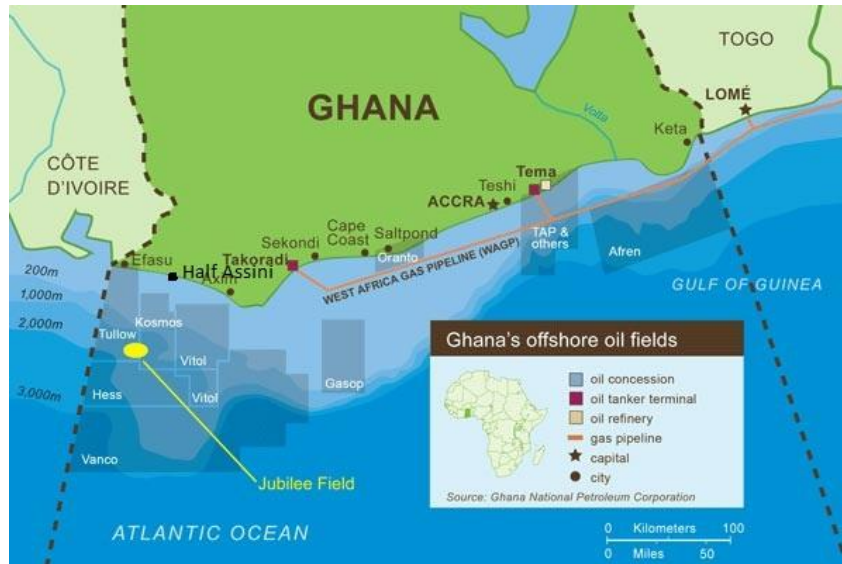 TOGO
GHANA
LOMÉ
Volta
Keta
CÔTE
D'IVOIRE
Tema
Teshi
ACCRA
Cape
Coast
Saltpond
Sekondi
Takoradi
Efasu
Half Assini
Axim
Oranto
TAP &
others
Afren
WEST AFRICA GAS PIPELINE (WAGP)
GULF OF GUINEA
200m
1,000m
2,000m
3,000m
Kosmos
Tullow
Vitol
Hess
Vitol
Gasop
Vanco
Jubilee Field
ATLANTIC OCEAN
Ghana's offshore oil fields
oil concession
oil tanker terminal
oil refinery
gas pipeline
capital
city
Source: Ghana National Petroleum Corporation
0 Kilometers 100
0 Miles 50